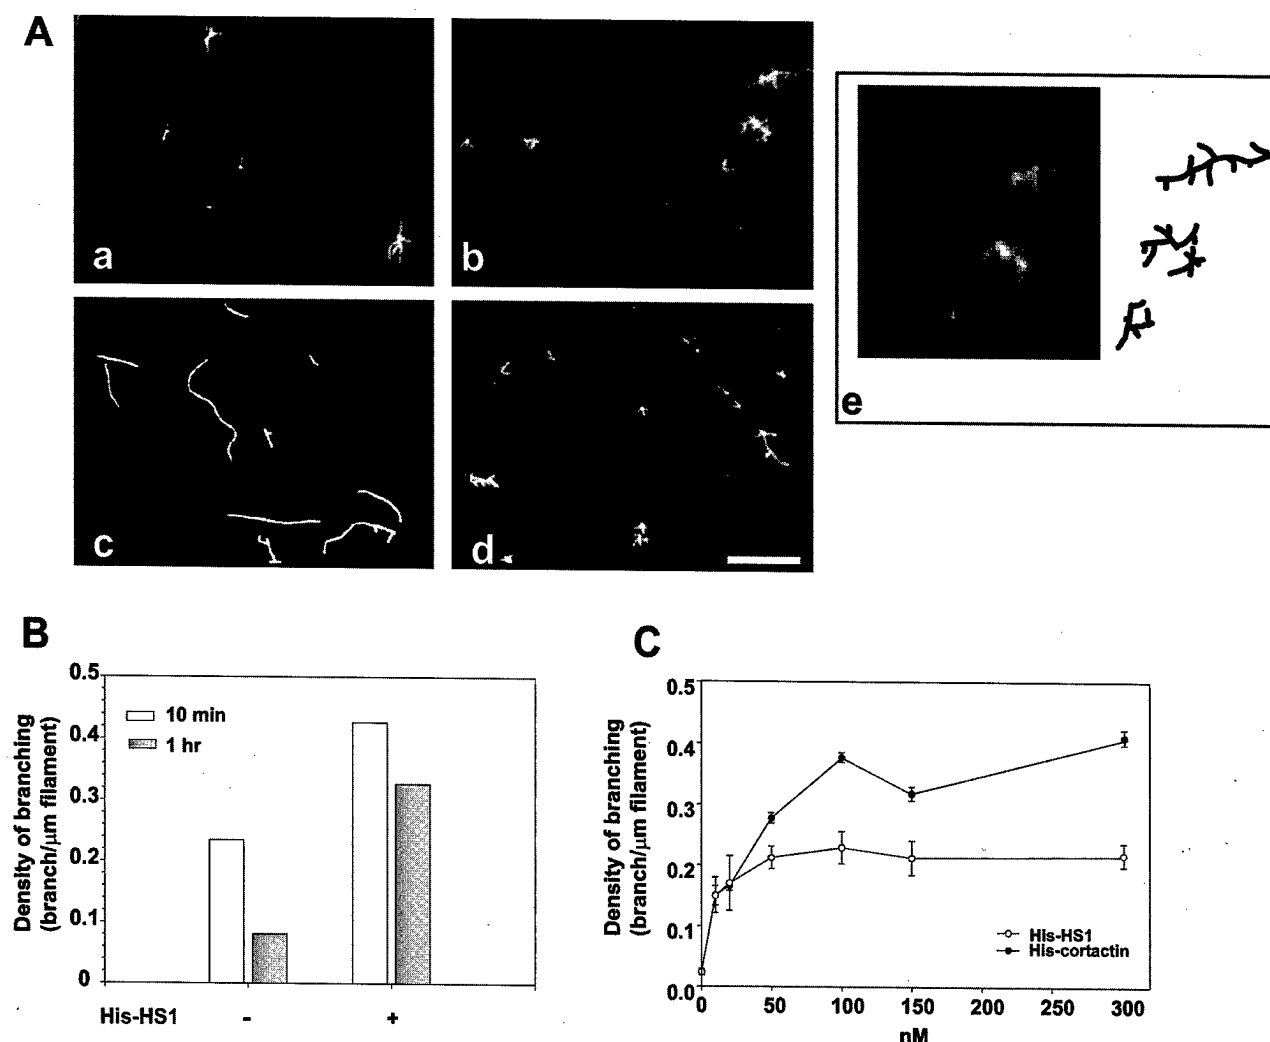 A
a
b
c
d
e
B
Density of branching
(branch/μm filament)
0.5
0.4
0.3
0.2
0.1
0
10 min
1 hr
His-HS1
-
+
C
Density of branching
(branch/μm filament)
0.5
0.4
0.3
0.2
0.1
0.0
His-HS1
His-cortactin
0 50 100 150 200 250 300
nM